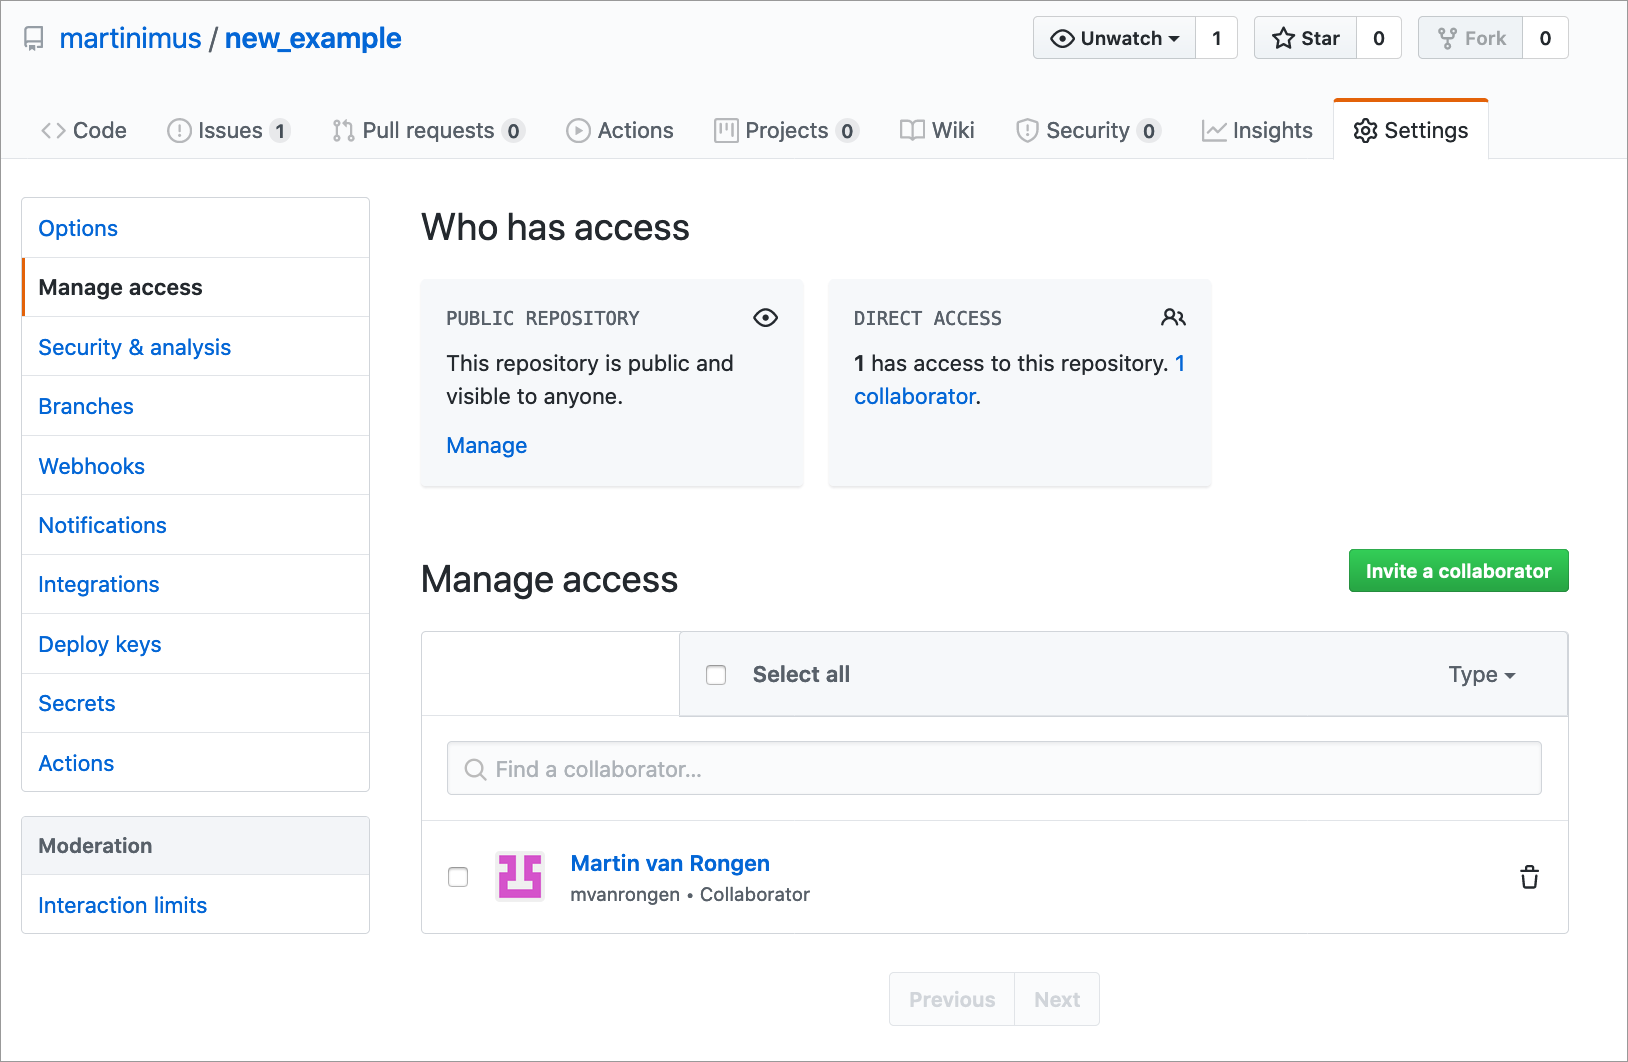 martinimus / new_example
Unwatch 1 Star 0 Fork 0
Code Issues 1 Pull requests 0 Actions Projects 0 Wiki Security 0 Insights Settings
Options
Manage access
Security & analysis
Branches
Webhooks
Notifications
Integrations
Deploy keys
Secrets
Actions
Moderation
Interaction limits
Who has access
PUBLIC REPOSITORY
This repository is public and
visible to anyone.
Manage
DIRECT ACCESS
1 has access to this repository. 1
collaborator.
Manage access
Invite a collaborator
Select all
Type
Find a collaborator...
Martin van Rongen
mvanrongen • Collaborator
Previous Next